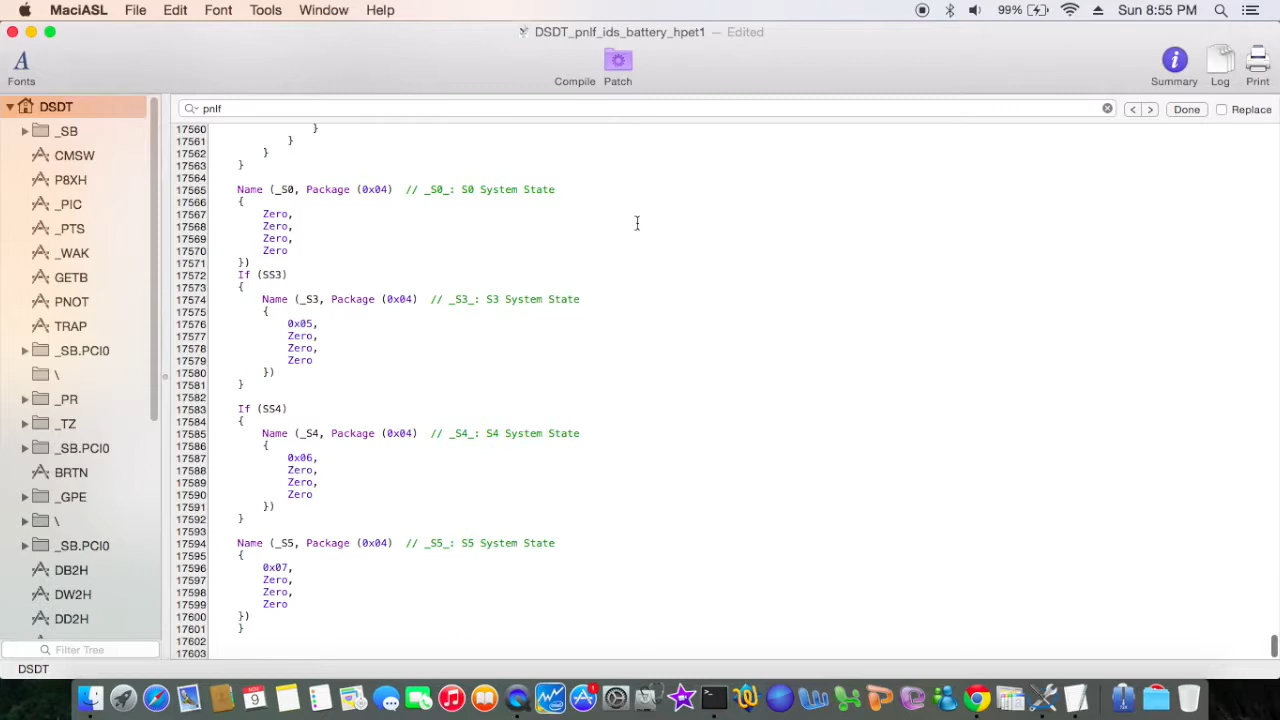 MaciASL File Edit Font Tools Window Help 99% Sun 8:55 PM
DSDT_pnlf_ids_battery_hpet1 — Edited
Fonts Compile Patch Summary Log Print
DSDT
_SB
CMSW
P8XH
_PIC
_PTS
_WAK
GETB
PNOT
TRAP
_SB.PCI0
\
_PR
_TZ
_SB.PCI0
BRTN
_GPE
\
_SB.PCI0
DB2H
DW2H
DD2H
Filter Tree
DSDT
pnlf Done Replace
17560 }
17561 }
17562 }
17563 }
17564
17565 Name (_S0, Package (0x04) // _S0_: S0 System State
17566 {
17567 Zero,
17568 Zero,
17569 Zero,
17570 Zero
17571 })
17572 If (SS3)
17573 {
17574 Name (_S3, Package (0x04) // _S3_: S3 System State
17575 {
17576 0x05,
17577 Zero,
17578 Zero,
17579 Zero
17580 })
17581 }
17582
17583 If (SS4)
17584 {
17585 Name (_S4, Package (0x04) // _S4_: S4 System State
17586 {
17587 0x06,
17588 Zero,
17589 Zero,
17590 Zero
17591 })
17592 }
17593
17594 Name (_S5, Package (0x04) // _S5_: S5 System State
17595 {
17596 0x07,
17597 Zero,
17598 Zero,
17599 Zero
17600 })
17601 }
17602
17603